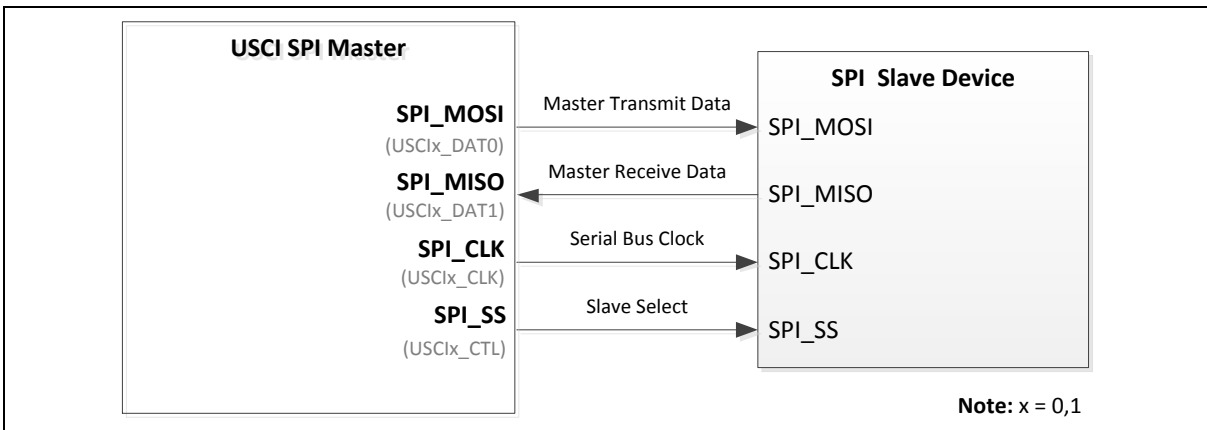 USCI SPI Master
SPI_MOSI
(USCIx_DAT0)
SPI_MISO
(USCIx_DAT1)
SPI_CLK
(USCIx_CLK)
SPI_SS
(USCIx_CTL)
Master Transmit Data
Master Receive Data
Serial Bus Clock
Slave Select
SPI Slave Device
SPI_MOSI
SPI_MISO
SPI_CLK
SPI_SS
Note: x = 0,1